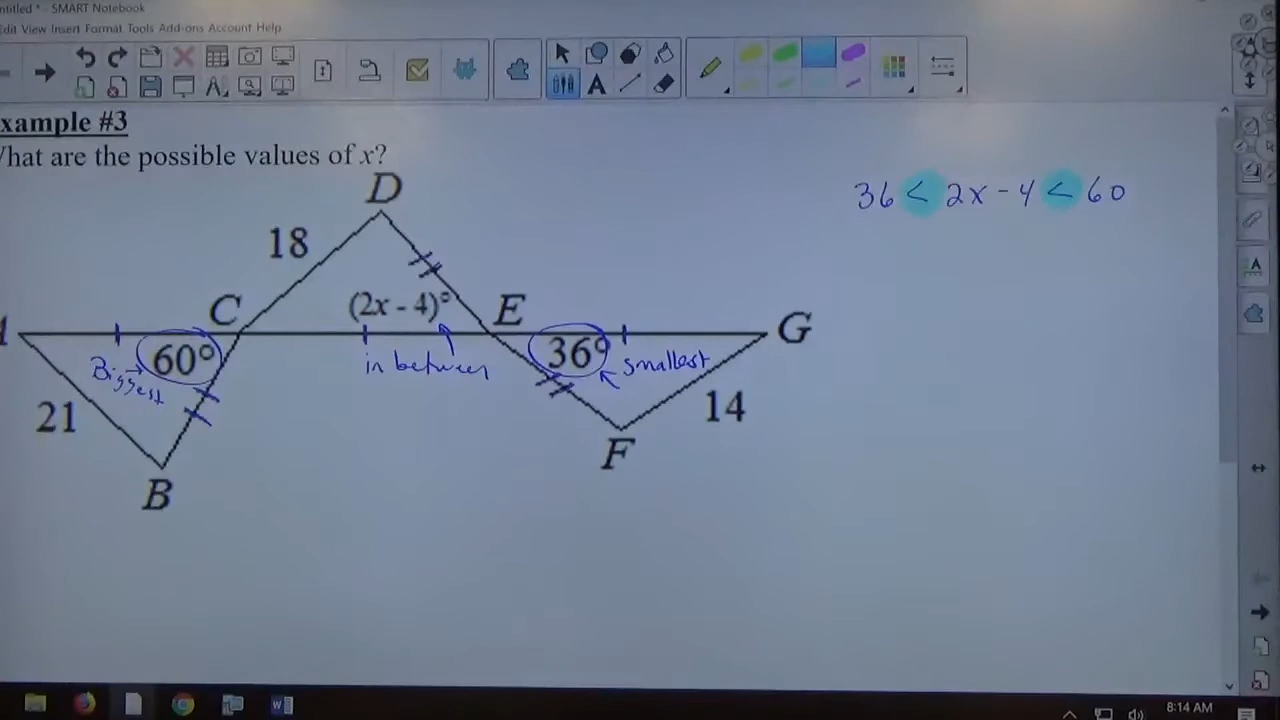 ntitled * - SMART Notebook
Edit View Insert Format Tools Add-ons Account Help
xample #3
What are the possible values of x?
D
36 < 2x - 4 < 60
18
C
(2x - 4)°
E
G
60°
36°
Biggest
in between
smallest
21
14
F
B
8:14 AM